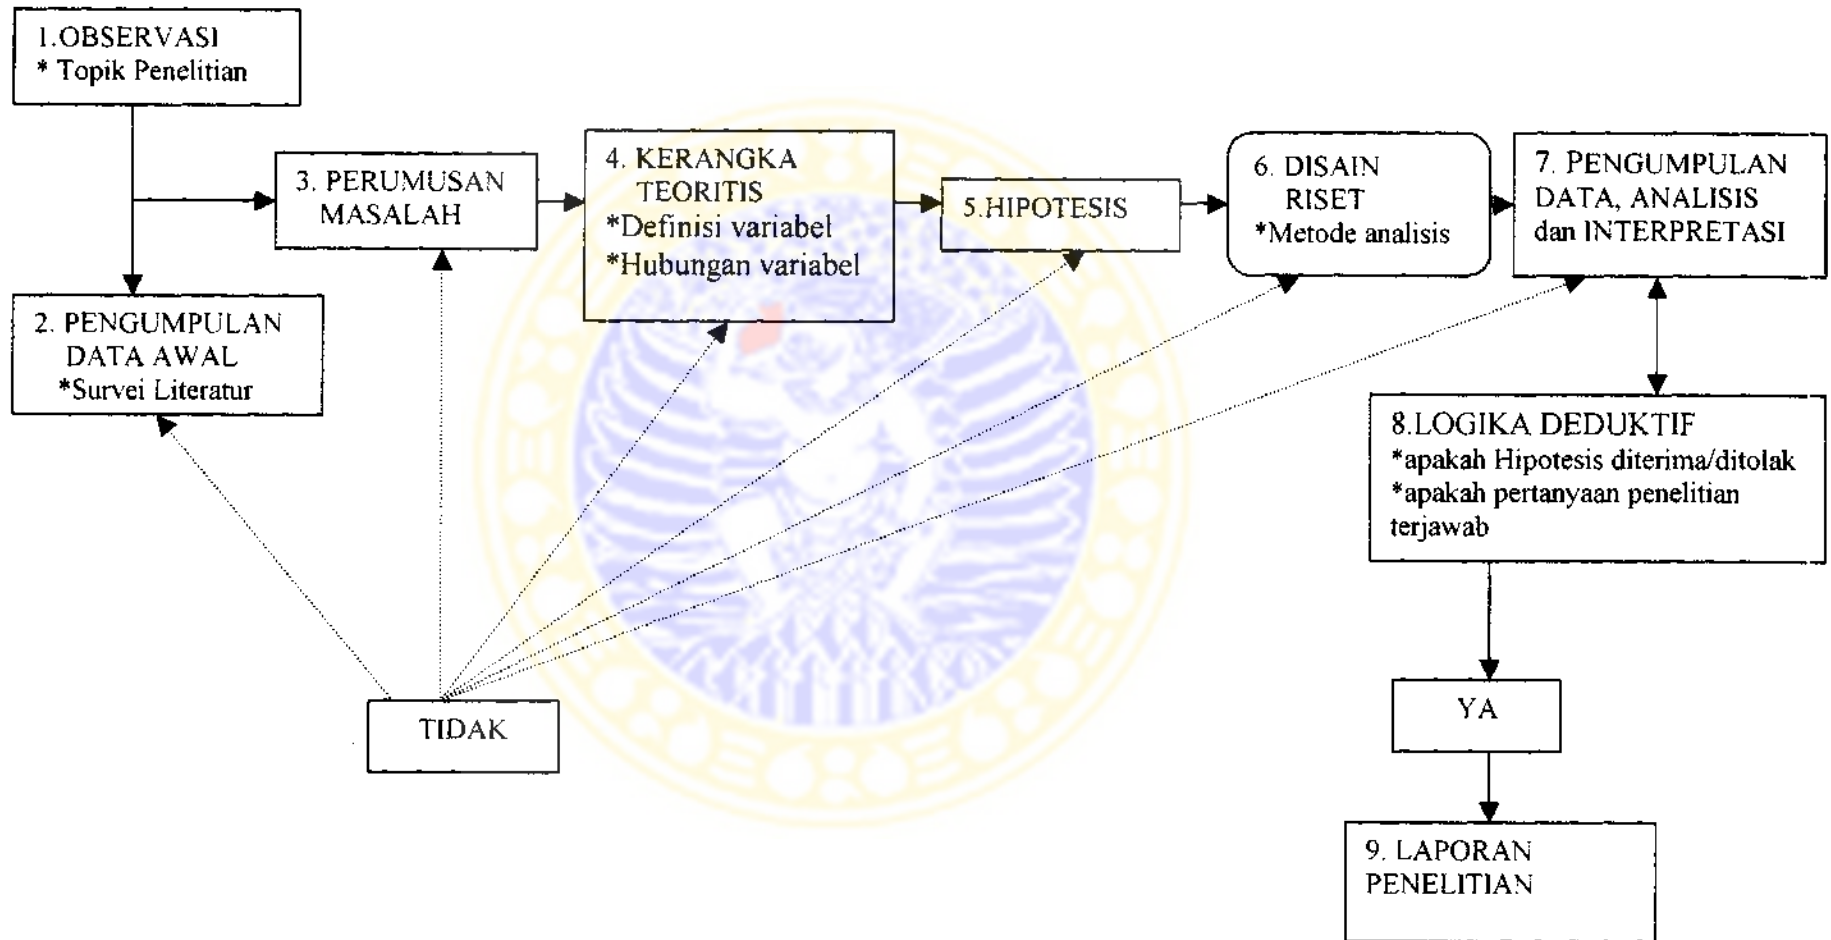 1.OBSERVASI
* Topik Penelitian
2. PENGUMPULAN
DATA AWAL
*Survei Literatur
3. PERUMUSAN
MASALAH
4. KERANGKA
TEORITIS
*Definisi variabel
*Hubungan variabel
5.HIPOTESIS
6. DISAIN
RISET
*Metode analisis
7. PENGUMPULAN
DATA, ANALISIS
dan INTERPRETASI
8.LOGIKA DEDUKTIF
*apakah Hipotesis diterima/ditolak
*apakah pertanyaan penelitian
terjawab
TIDAK
YA
9. LAPORAN
PENELITIAN